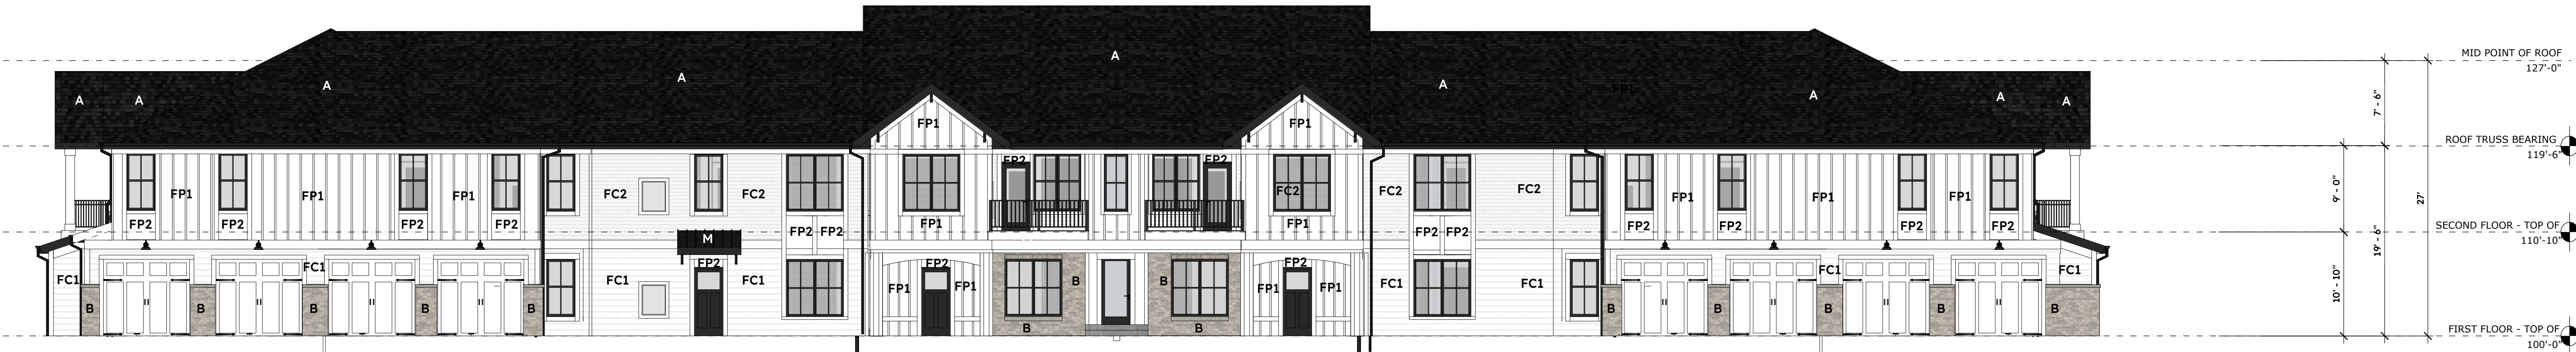 A
A
A
A
A
A
A
A
A
FP1
FP1
FP1
FP2
FP2
FP1
FP1
FP1
FC2
FC2
FC2
FC2
FC2
FP1
FP1
FP1
FP2
FP2
FP2
FP2
FP2
FP2
FP1
FP1
FP2
FP2
FP2
FP2
FP2
FP2
M
FP2
FP2
FP2
FC1
FC1
FC1
FC1
FP1
FP1
B
B
FP1
FP1
FC1
FC1
FC1
FC1
B
B
B
B
B
B
B
B
B
B
B
B
7' - 6"
9' - 0"
10' - 10"
19' - 6"
27'
MID POINT OF ROOF
127'-0"
ROOF TRUSS BEARING
119'-6"
SECOND FLOOR - TOP OF
110'-10"
FIRST FLOOR - TOP OF
100'-0"